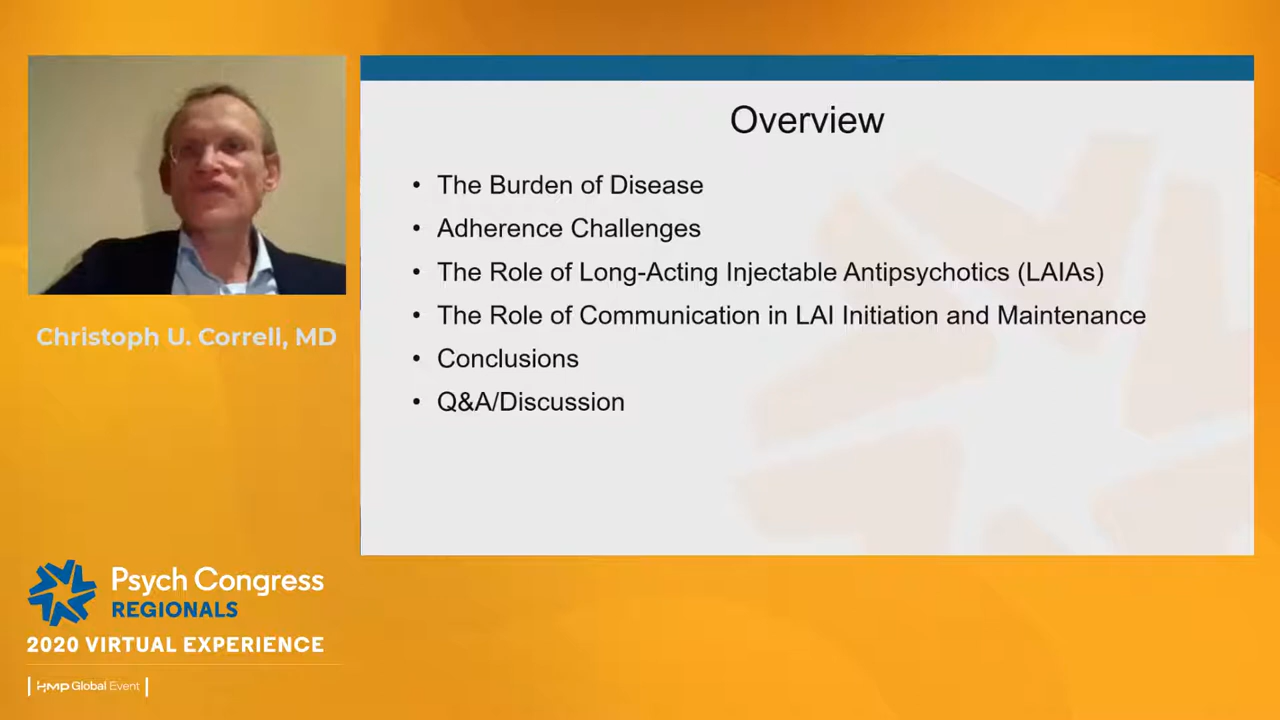 Overview
• The Burden of Disease
• Adherence Challenges
• The Role of Long-Acting Injectable Antipsychotics (LAIAs)
• The Role of Communication in LAI Initiation and Maintenance
• Conclusions
• Q&A/Discussion
Christoph U. Correll, MD
Psych Congress
REGIONALS
2020 VIRTUAL EXPERIENCE
HMP Global Event